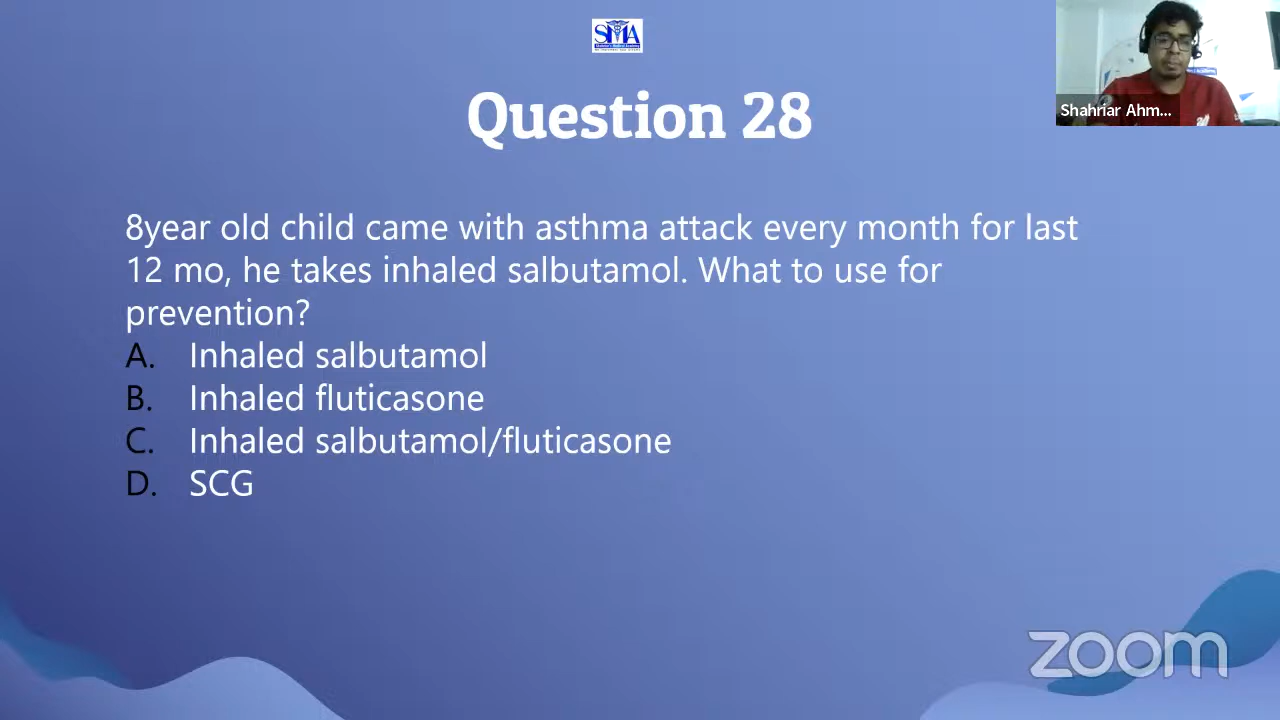 SMA
Shahriar Ahm...
Question 28
8year old child came with asthma attack every month for last
12 mo, he takes inhaled salbutamol. What to use for
prevention?
A. Inhaled salbutamol
B. Inhaled fluticasone
C. Inhaled salbutamol/fluticasone
D. SCG
zoom